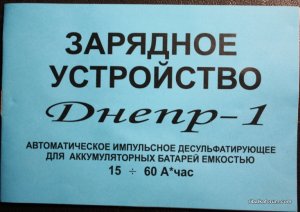 ЗАРЯДНОЕ
УСТРОЙСТВО
Днепр-1
АВТОМАТИЧЕСКОЕ ИМПУЛЬСНОЕ ДЕСУЛЬФАТИРУЮЩЕЕ
ДЛЯ АККУМУЛЯТОРНЫХ БАТАРЕЙ ЕМКОСТЬЮ
15 ÷ 60 А*час